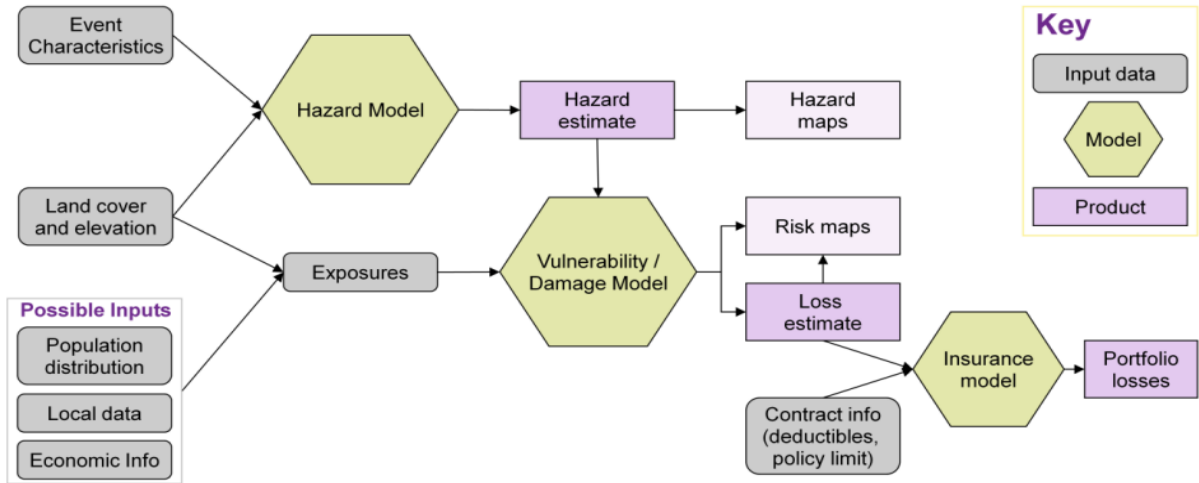 Event
Characteristics
Hazard Model
Hazard
estimate
Hazard
maps
Key
Input data
Model
Product
Land cover
and elevation
Exposures
Vulnerability /
Damage Model
Risk maps
Loss
estimate
Possible Inputs
Population
distribution
Local data
Economic Info
Contract info
(deductibles,
policy limit)
Insurance
model
Portfolio
losses